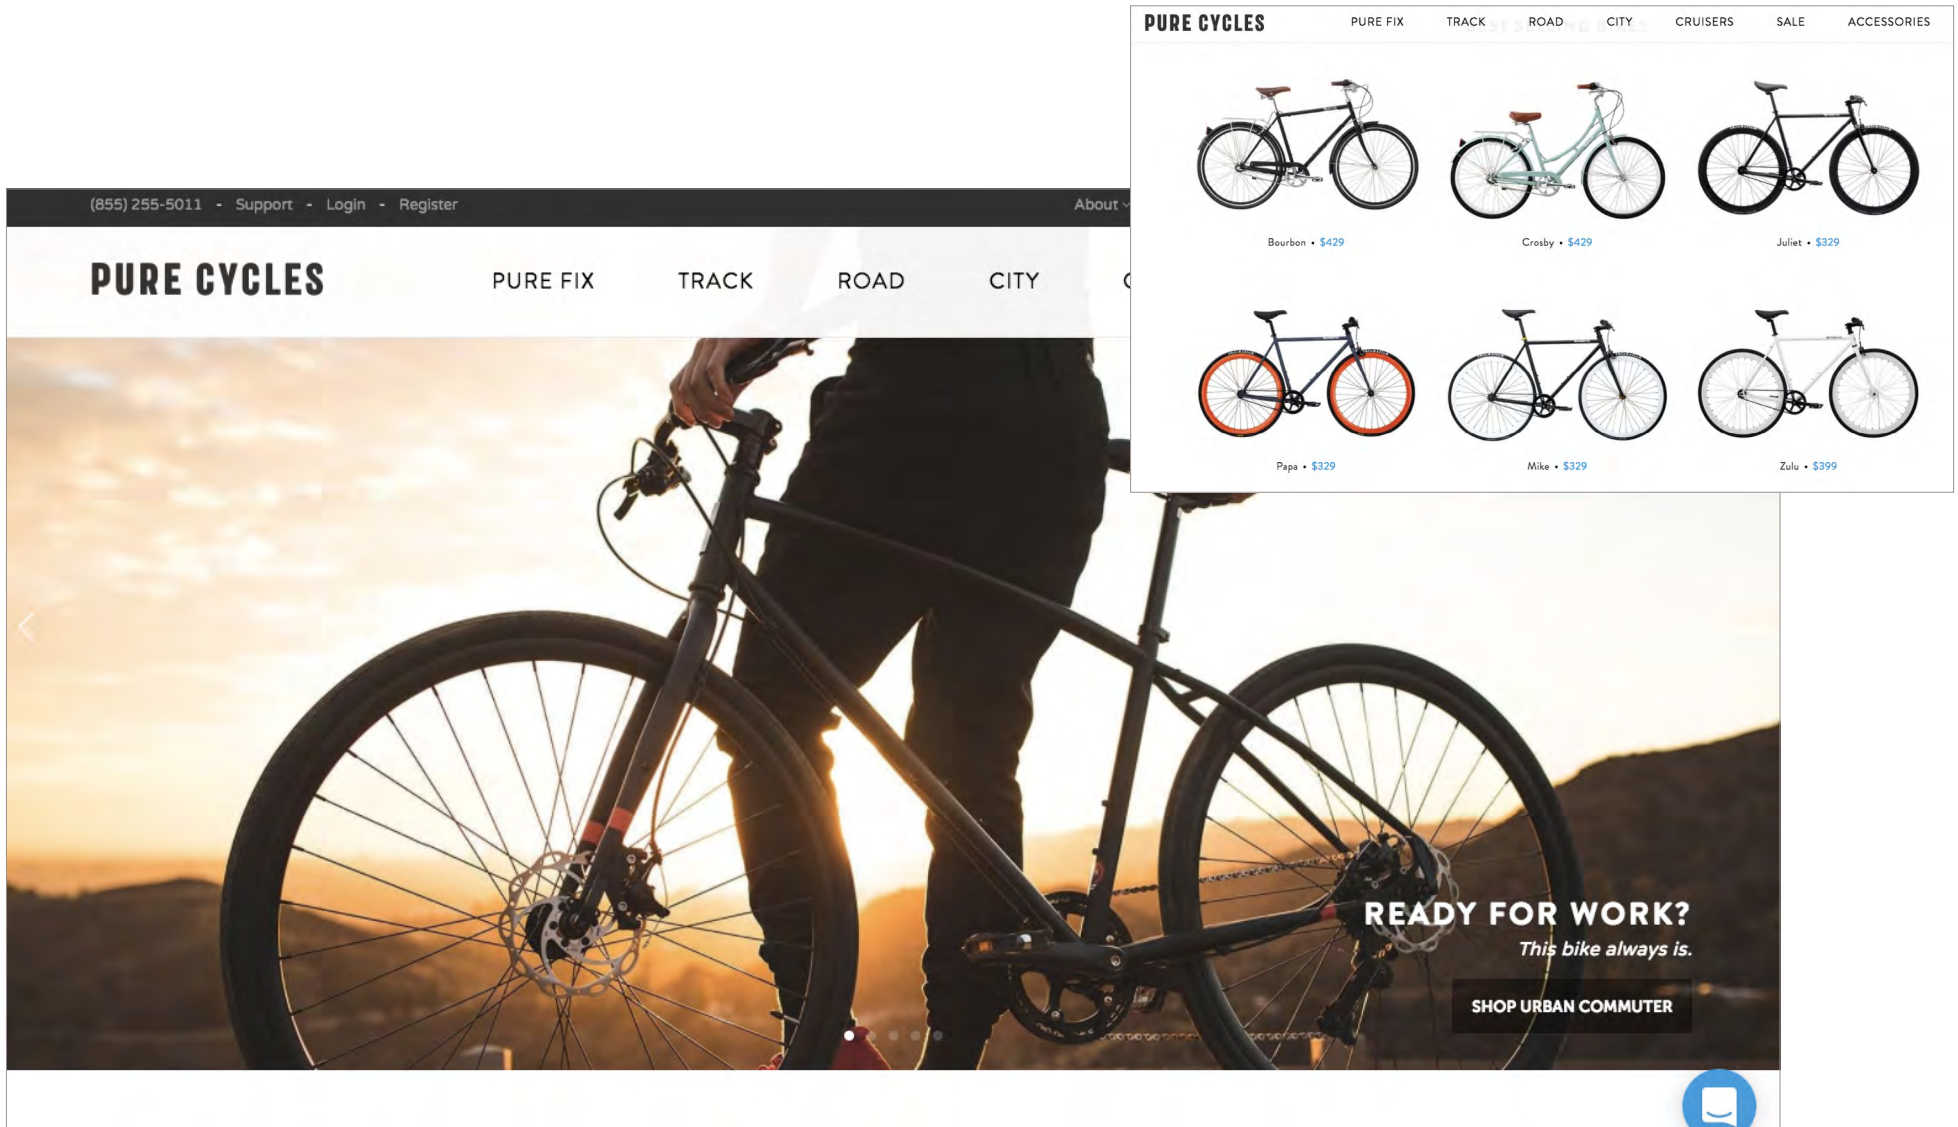 PURE CYCLES PURE FIX TRACK ROAD CITY CRUISERS SALE ACCESSORIES
Bourbon • $429 Crosby • $429 Juliet • $329
Papa • $329 Mike • $329 Zulu • $399
(855) 255-5011 - Support - Login - Register About
PURE CYCLES PURE FIX TRACK ROAD CITY
READY FOR WORK?
This bike always is.
SHOP URBAN COMMUTER